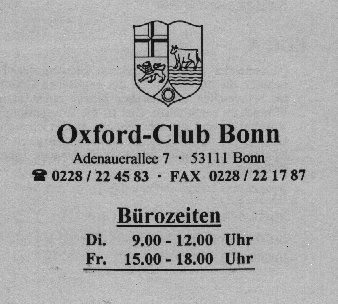 Oxford-Club Bonn
Adenauerallee 7 · 53111 Bonn
☎ 0228 / 22 45 83 · FAX 0228 / 22 17 87
Bürozeiten
Di. 9.00 - 12.00 Uhr
Fr. 15.00 - 18.00 Uhr